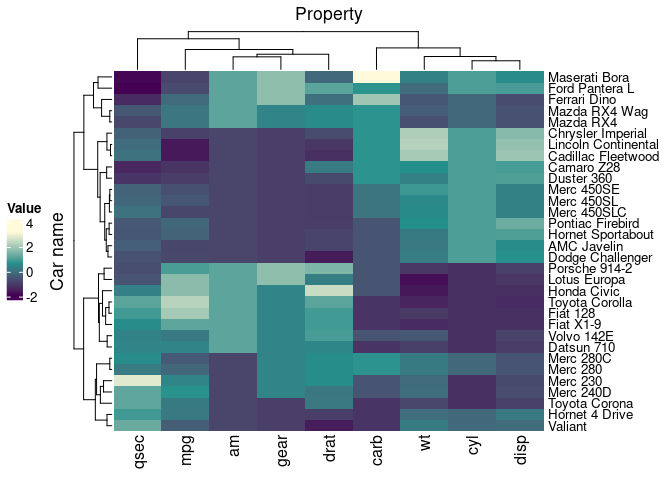 Property
Maserati Bora
Ford Pantera L
Ferrari Dino
Mazda RX4 Wag
Mazda RX4
Chrysler Imperial
Lincoln Continental
Cadillac Fleetwood
Camaro Z28
Duster 360
Merc 450SE
Merc 450SL
Merc 450SLC
Pontiac Firebird
Hornet Sportabout
AMC Javelin
Dodge Challenger
Porsche 914-2
Lotus Europa
Honda Civic
Toyota Corolla
Fiat 128
Fiat X1-9
Volvo 142E
Datsun 710
Merc 280C
Merc 280
Merc 230
Merc 240D
Toyota Corona
Hornet 4 Drive
Valiant
Value
4
2
0
-2
Car name
qsec
mpg
am
gear
drat
carb
wt
cyl
disp